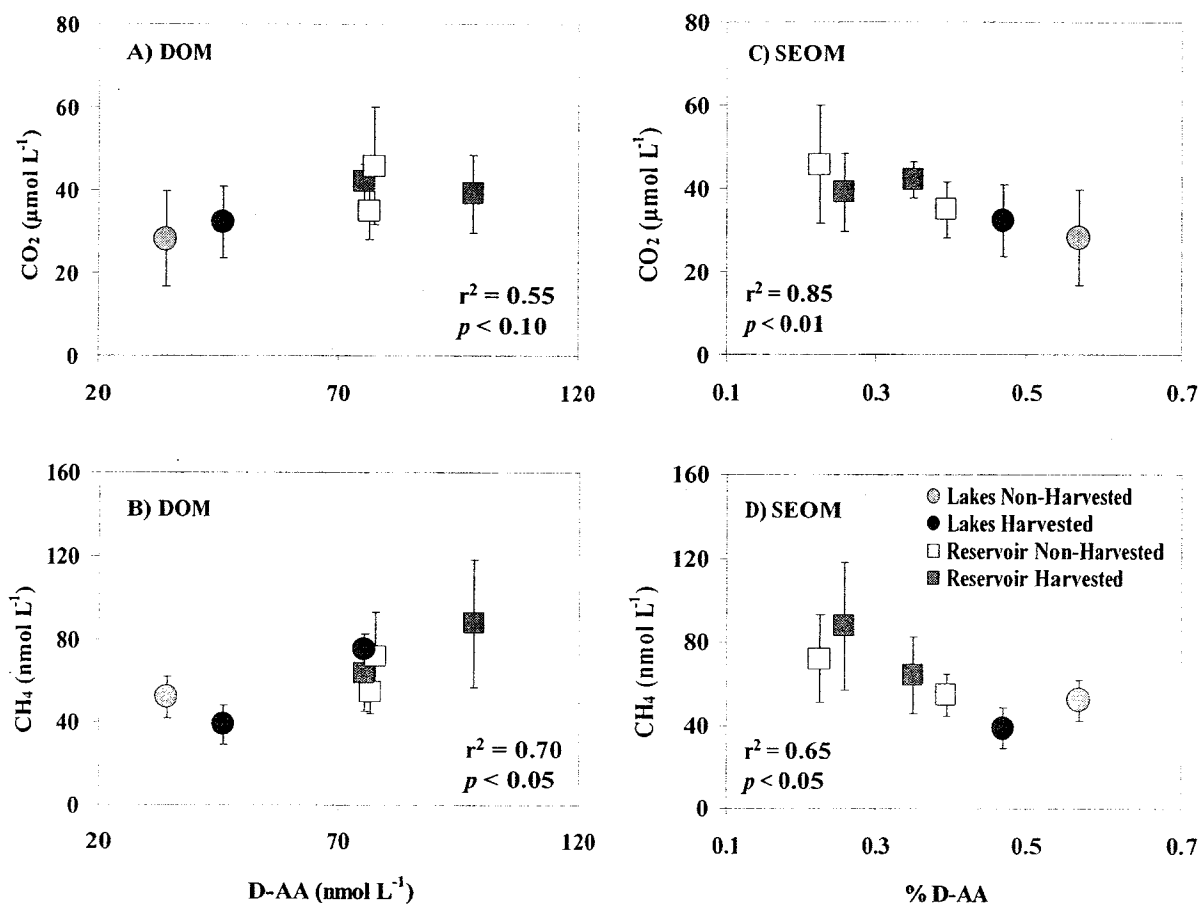 80
A) DOM
60
40
20
0
CO₂ (µmol L⁻¹)
r² = 0.55
p < 0.10
20
70
120
80
C) SEOM
60
40
20
0
CO₂ (µmol L⁻¹)
r² = 0.85
p < 0.01
0.1
0.3
0.5
0.7
160
B) DOM
120
80
40
0
CH₄ (nmol L⁻¹)
r² = 0.70
p < 0.05
20
70
120
D-AA (nmol L⁻¹)
160
D) SEOM
Lakes Non-Harvested
Lakes Harvested
Reservoir Non-Harvested
Reservoir Harvested
120
80
40
0
CH₄ (nmol L⁻¹)
r² = 0.65
p < 0.05
0.1
0.3
0.5
0.7
% D-AA